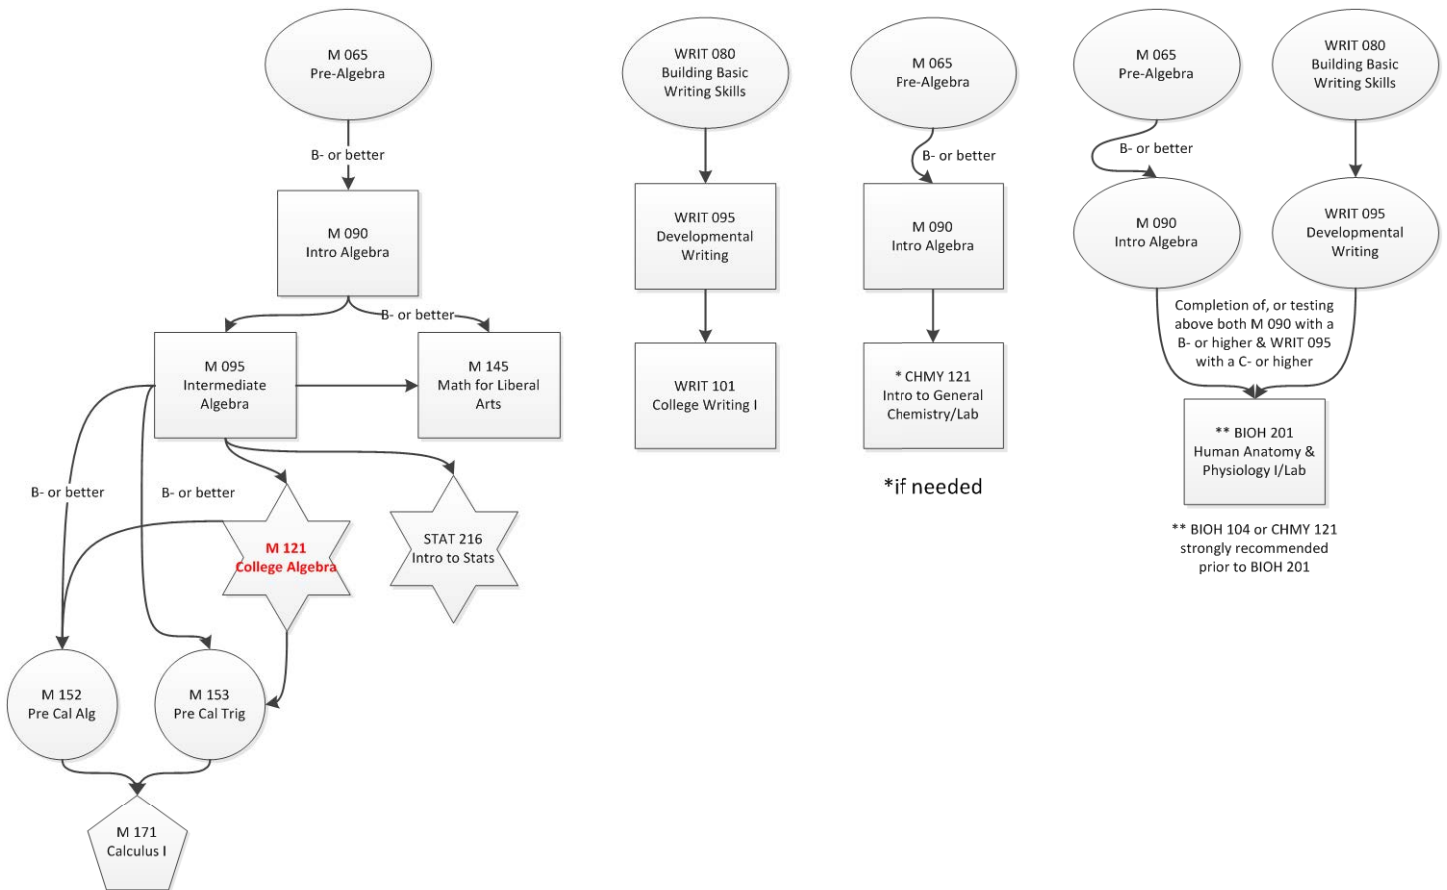 M 065
Pre-Algebra
B- or better
M 090
Intro Algebra
B- or better
M 095
Intermediate
Algebra
M 145
Math for Liberal
Arts
B- or better
B- or better
M 121
College Algebra
STAT 216
Intro to Stats
M 152
Pre Cal Alg
M 153
Pre Cal Trig
M 171
Calculus I
WRIT 080
Building Basic
Writing Skills
WRIT 095
Developmental
Writing
WRIT 101
College Writing I
M 065
Pre-Algebra
B- or better
M 090
Intro Algebra
* CHMY 121
Intro to General
Chemistry/Lab
*if needed
M 065
Pre-Algebra
B- or better
M 090
Intro Algebra
WRIT 080
Building Basic
Writing Skills
WRIT 095
Developmental
Writing
Completion of, or testing
above both M 090 with a
B- or higher & WRIT 095
with a C- or higher
** BIOH 201
Human Anatomy &
Physiology I/Lab
** BIOH 104 or CHMY 121
strongly recommended
prior to BIOH 201